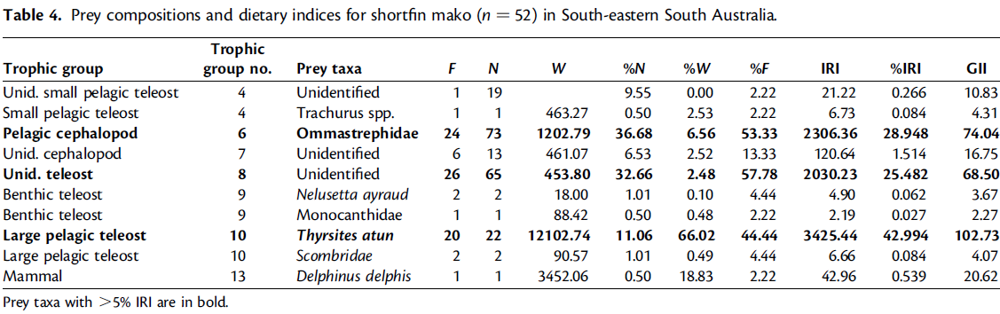 Table 4. Prey compositions and dietary indices for shortfin mako (n = 52) in South-eastern South Australia.
Trophic
Trophic group group no. Prey taxa F N W %N %W %F IRI %IRI GII
Unid. small pelagic teleost 4 Unidentified 1 19 9.55 0.00 2.22 21.22 0.266 10.83
Small pelagic teleost 4 Trachurus spp. 1 1 463.27 0.50 2.53 2.22 6.73 0.084 4.31
Pelagic cephalopod 6 Ommastrephidae 24 73 1202.79 36.68 6.56 53.33 2306.36 28.948 74.04
Unid. cephalopod 7 Unidentified 6 13 461.07 6.53 2.52 13.33 120.64 1.514 16.75
Unid. teleost 8 Unidentified 26 65 453.80 32.66 2.48 57.78 2030.23 25.482 68.50
Benthic teleost 9 Nelusetta ayraud 2 2 18.00 1.01 0.10 4.44 4.90 0.062 3.67
Benthic teleost 9 Monocanthidae 1 1 88.42 0.50 0.48 2.22 2.19 0.027 2.27
Large pelagic teleost 10 Thyrsites atun 20 22 12102.74 11.06 66.02 44.44 3425.44 42.994 102.73
Large pelagic teleost 10 Scombridae 2 2 90.57 1.01 0.49 4.44 6.66 0.084 4.07
Mammal 13 Delphinus delphis 1 1 3452.06 0.50 18.83 2.22 42.96 0.539 20.62
Prey taxa with >5% IRI are in bold.